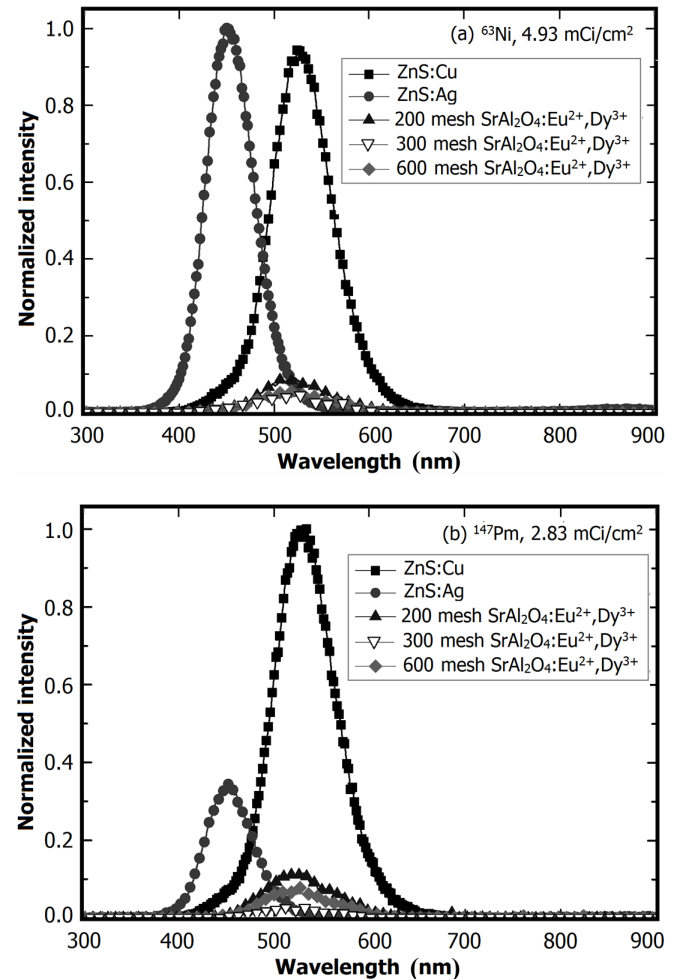 (a) ⁶³Ni, 4.93 mCi/cm²
ZnS:Cu
ZnS:Ag
200 mesh SrAl₂O₄:Eu²⁺,Dy³⁺
300 mesh SrAl₂O₄:Eu²⁺,Dy³⁺
600 mesh SrAl₂O₄:Eu²⁺,Dy³⁺
Normalized intensity
1.0
0.8
0.6
0.4
0.2
0.0
300 400 500 600 700 800 900
Wavelength (nm)
(b) ¹⁴⁷Pm, 2.83 mCi/cm²
ZnS:Cu
ZnS:Ag
200 mesh SrAl₂O₄:Eu²⁺,Dy³⁺
300 mesh SrAl₂O₄:Eu²⁺,Dy³⁺
600 mesh SrAl₂O₄:Eu²⁺,Dy³⁺
Normalized intensity
1.0
0.8
0.6
0.4
0.2
0.0
300 400 500 600 700 800 900
Wavelength (nm)